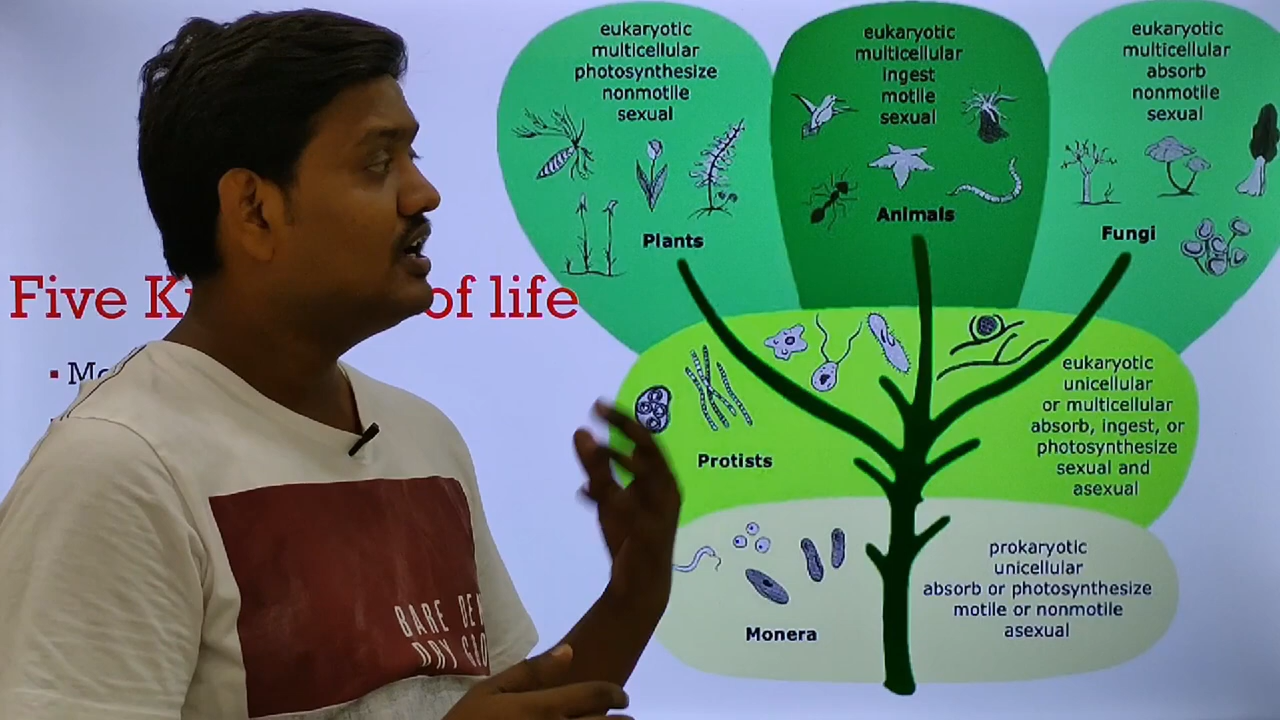 eukaryotic
multicellular
photosynthesize
nonmotile
sexual
Plants
eukaryotic
multicellular
ingest
motile
sexual
Animals
eukaryotic
multicellular
absorb
nonmotile
sexual
Fungi
Five of life
Protists
eukaryotic
unicellular
or multicellular
absorb, ingest, or
photosynthesize
sexual and
asexual
Monera
prokaryotic
unicellular
absorb or photosynthesize
motile or nonmotile
asexual
BARE